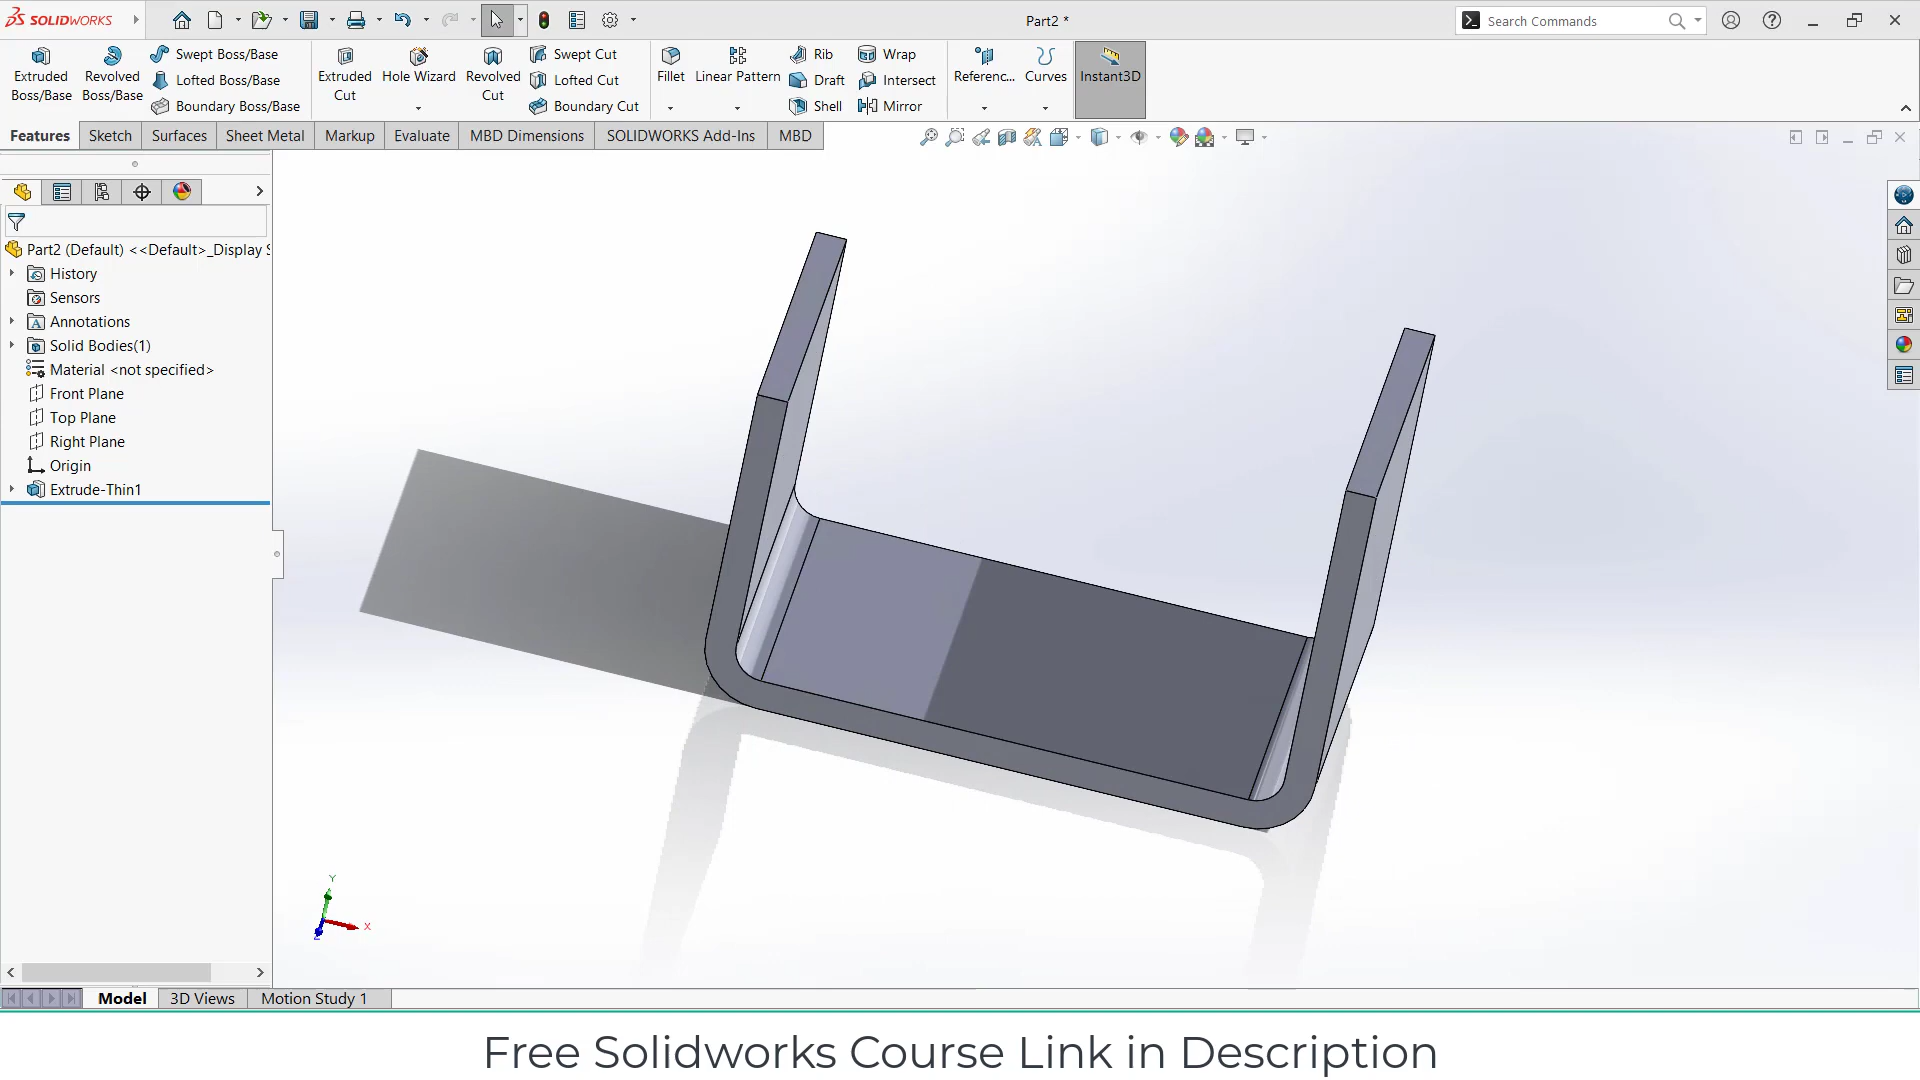 SOLIDWORKS
Part2 *
Search Commands
Extruded Boss/Base
Revolved Boss/Base
Swept Boss/Base
Lofted Boss/Base
Boundary Boss/Base
Extruded Cut
Hole Wizard
Revolved Cut
Swept Cut
Lofted Cut
Boundary Cut
Fillet
Linear Pattern
Rib
Draft
Shell
Wrap
Intersect
Mirror
Referenc...
Curves
Instant3D
Features
Sketch
Surfaces
Sheet Metal
Markup
Evaluate
MBD Dimensions
SOLIDWORKS Add-Ins
MBD
Part2 (Default) <<Default>_Display S
History
Sensors
Annotations
Solid Bodies(1)
Material <not specified>
Front Plane
Top Plane
Right Plane
Origin
Extrude-Thin1
Y
X
Z
Model
3D Views
Motion Study 1
Free Solidworks Course Link in Description